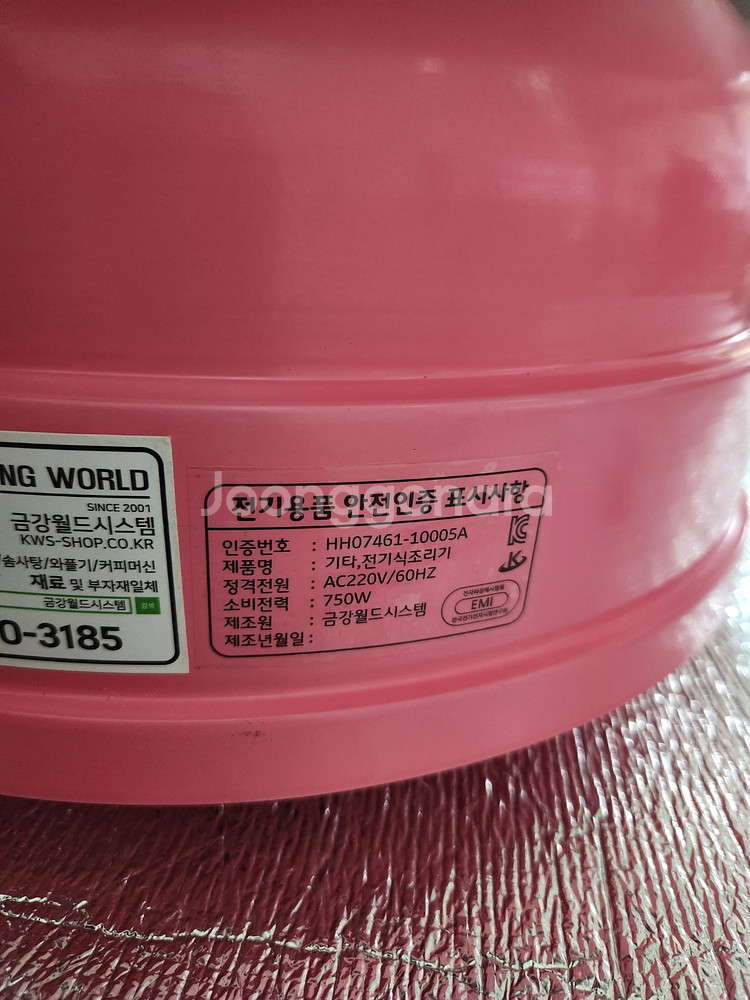 NG WORLD
SINCE 2001
금강월드시스템
KWS-SHOP.CO.KR
솜사탕/와플기/커피머신
재료 및 부자재일체
금강월드시스템 검색
0-3185
전기용품 안전인증 표시사항
인증번호 : HH07461-10005A
제품명 : 기타,전기식조리기
정격전원 : AC220V/60HZ
소비전력 : 750W
제조원 : 금강월드시스템
제조년월일 :
EMI
Joonggonara